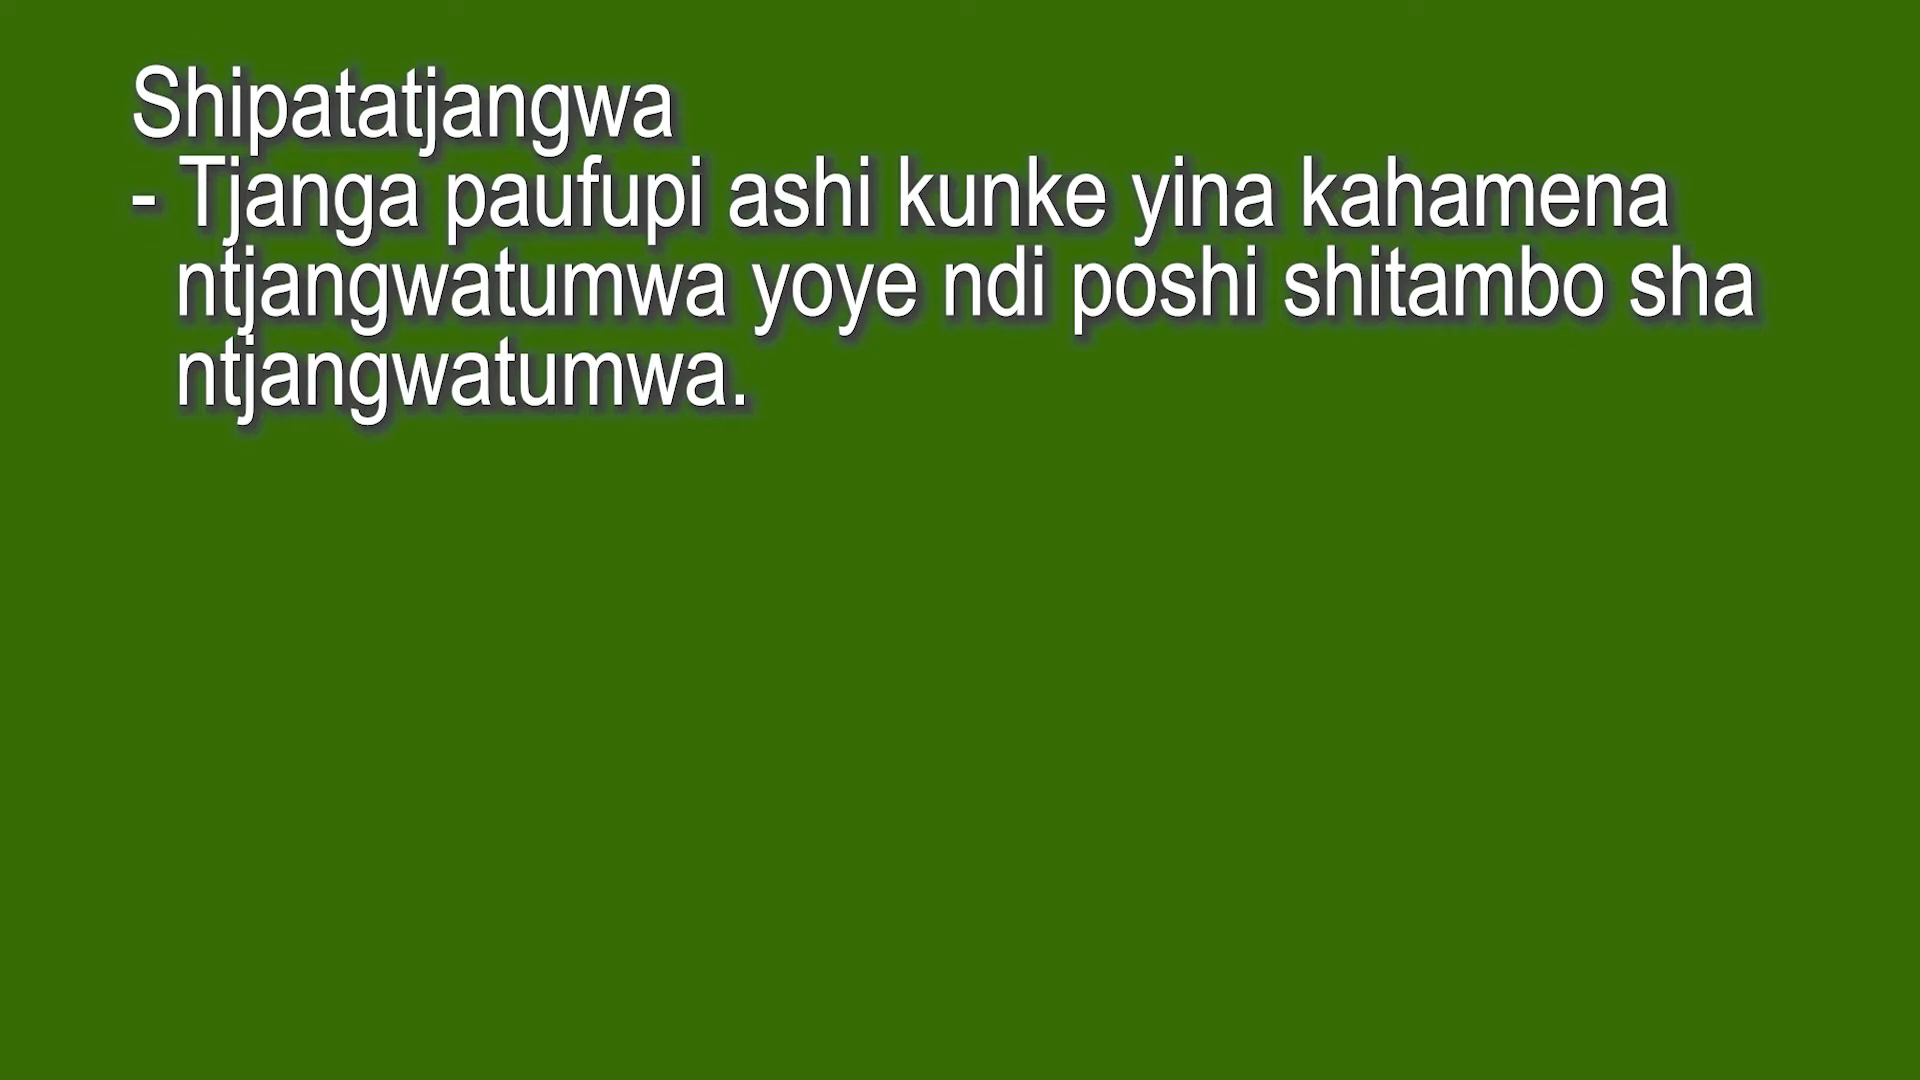 Shipatatjangwa
- Tjanga paufupi ashi kunke yina kahamena
ntjangwatumwa yoye ndi poshi shitambo sha
ntjangwatumwa.